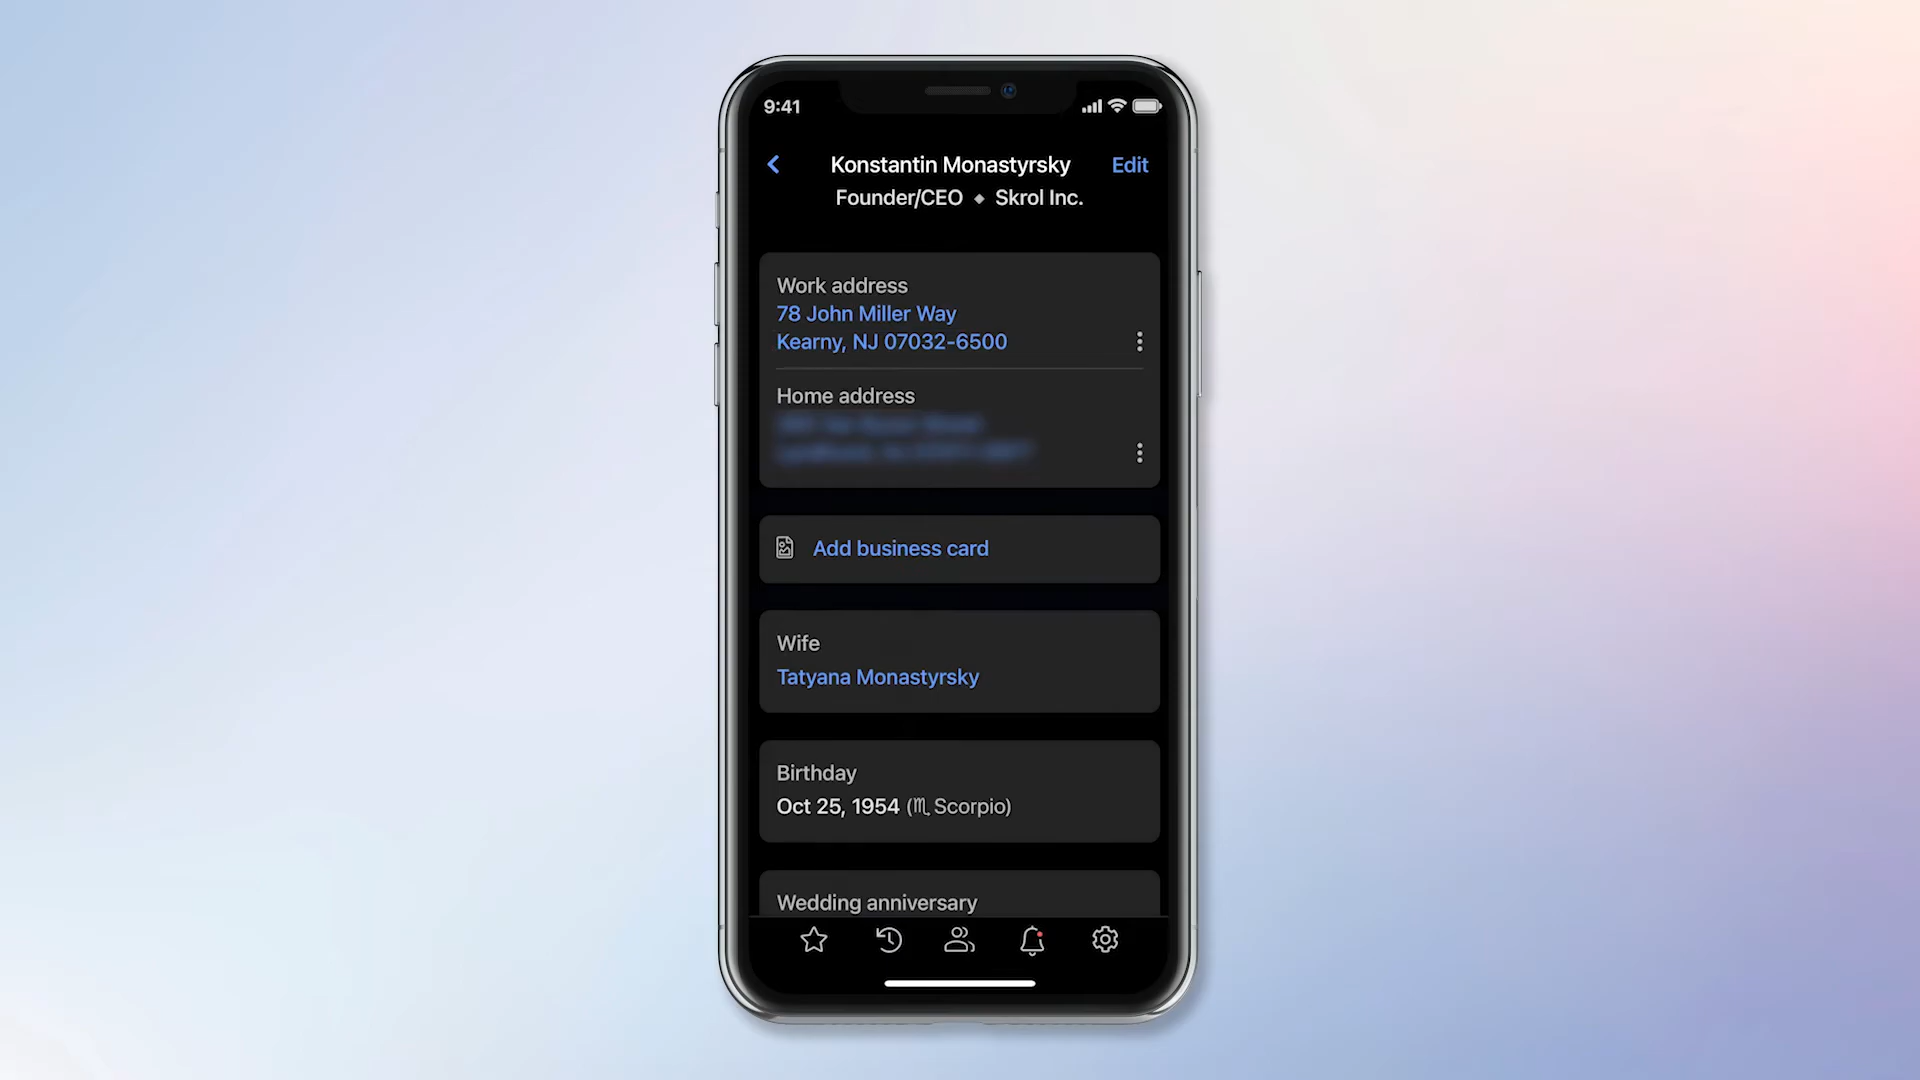 9:41
Konstantin Monastyrsky
Edit
Founder/CEO ◆ Skrol Inc.
Work address
78 John Miller Way
Kearny, NJ 07032-6500
Home address
Add business card
Wife
Tatyana Monastyrsky
Birthday
Oct 25, 1954 (♏ Scorpio)
Wedding anniversary